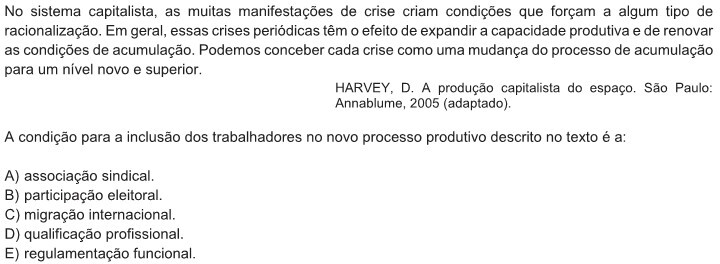 No sistema capitalista, as muitas manifestações de crise criam condições que forçam a algum tipo de
racionalização. Em geral, essas crises periódicas têm o efeito de expandir a capacidade produtiva e de renovar
as condições de acumulação. Podemos conceber cada crise como uma mudança do processo de acumulação
para um nível novo e superior.
HARVEY, D. A produção capitalista do espaço. São Paulo:
Annablume, 2005 (adaptado).
A condição para a inclusão dos trabalhadores no novo processo produtivo descrito no texto é a:
A) associação sindical.
B) participação eleitoral.
C) migração internacional.
D) qualificação profissional.
E) regulamentação funcional.